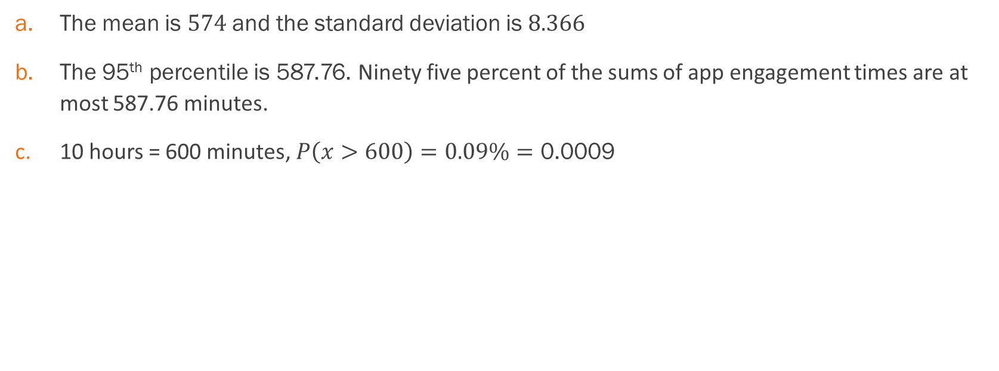 a. The mean is 574 and the standard deviation is 8.366
b. The 95th percentile is 587.76. Ninety five percent of the sums of app engagement times are at
most 587.76 minutes.
c. 10 hours = 600 minutes, P(x > 600) = 0.09% = 0.0009